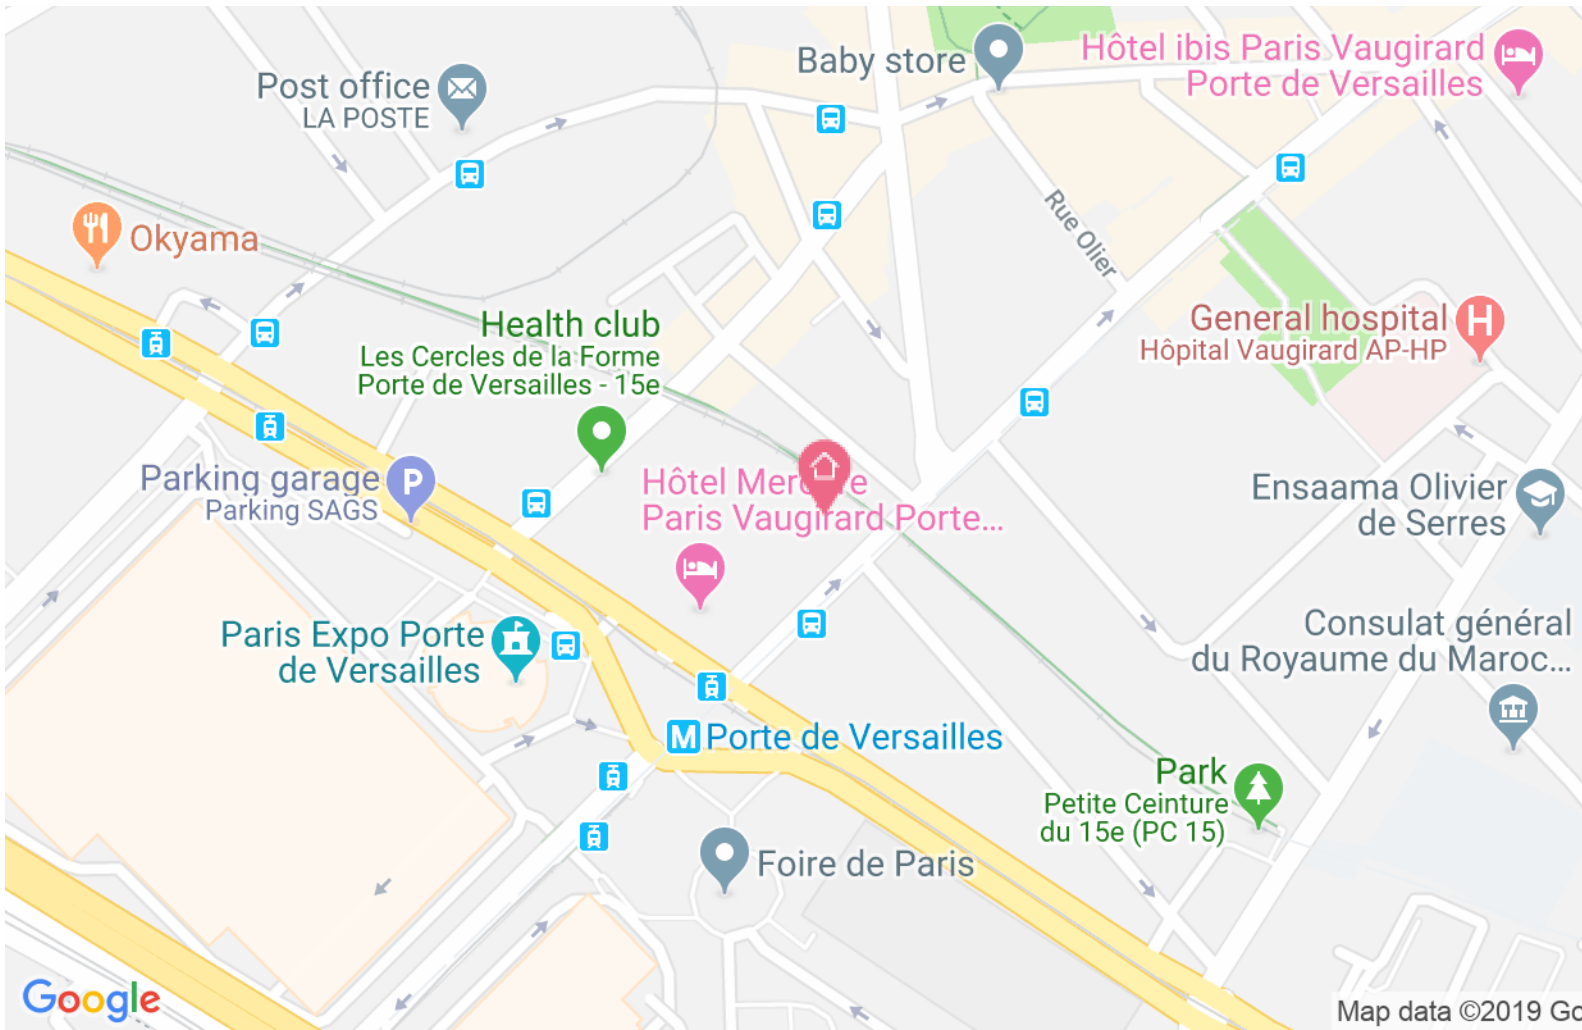 Baby store
Hôtel ibis Paris Vaugirard
Porte de Versailles
Post office
LA POSTE
Rue Olier
Okyama
Health club
Les Cercles de la Forme
Porte de Versailles - 15e
General hospital
Hôpital Vaugirard AP-HP
H
Parking garage
Parking SAGS
P
Hôtel Mercure
Paris Vaugirard Porte...
Ensaama Olivier
de Serres
Paris Expo Porte
de Versailles
Consulat général
du Royaume du Maroc...
M Porte de Versailles
Park
Petite Ceinture
du 15e (PC 15)
Foire de Paris
Google
Map data ©2019 Go